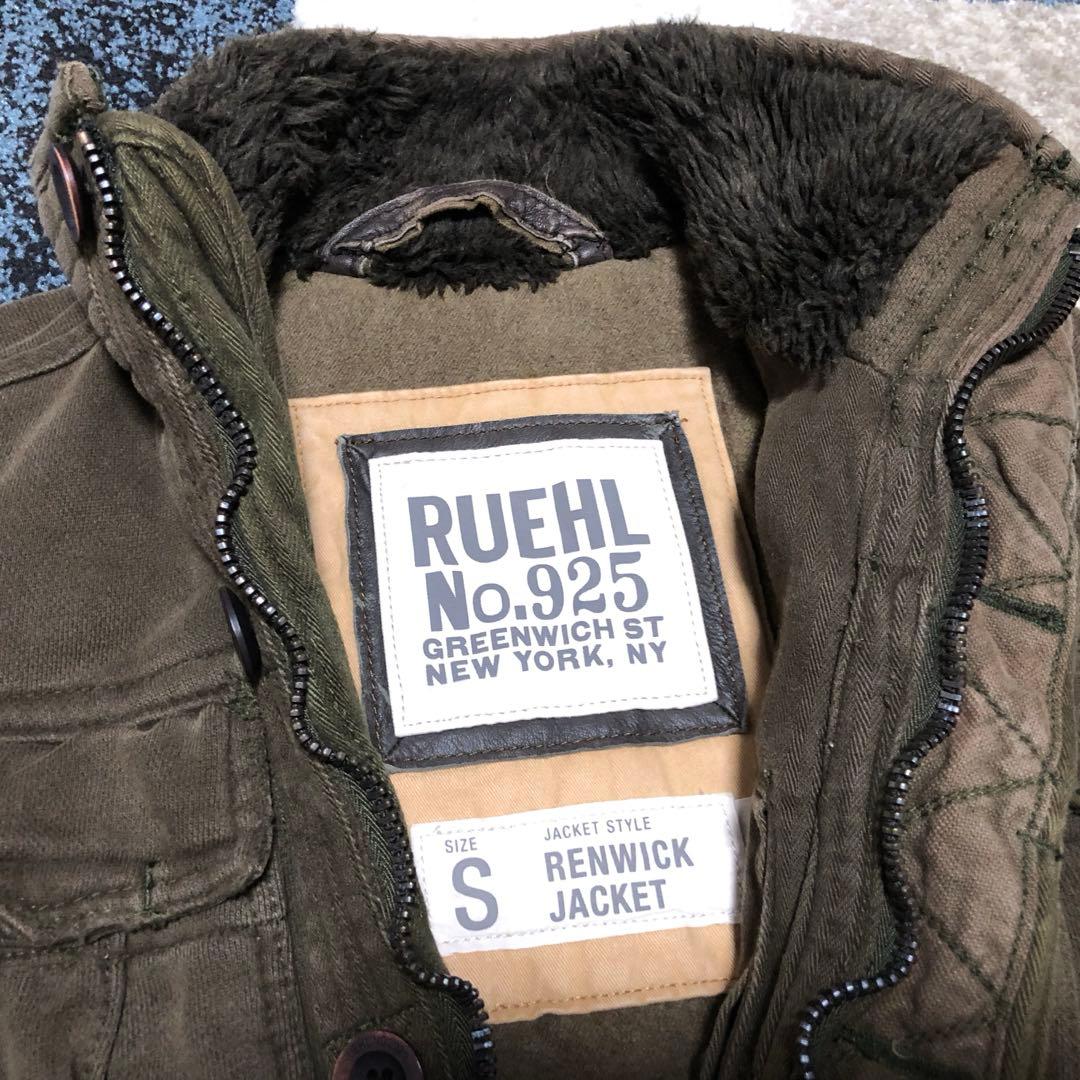 RUEHL
No.925
GREENWICH ST
NEW YORK, NY
SIZE
S
JACKET STYLE
RENWICK
JACKET